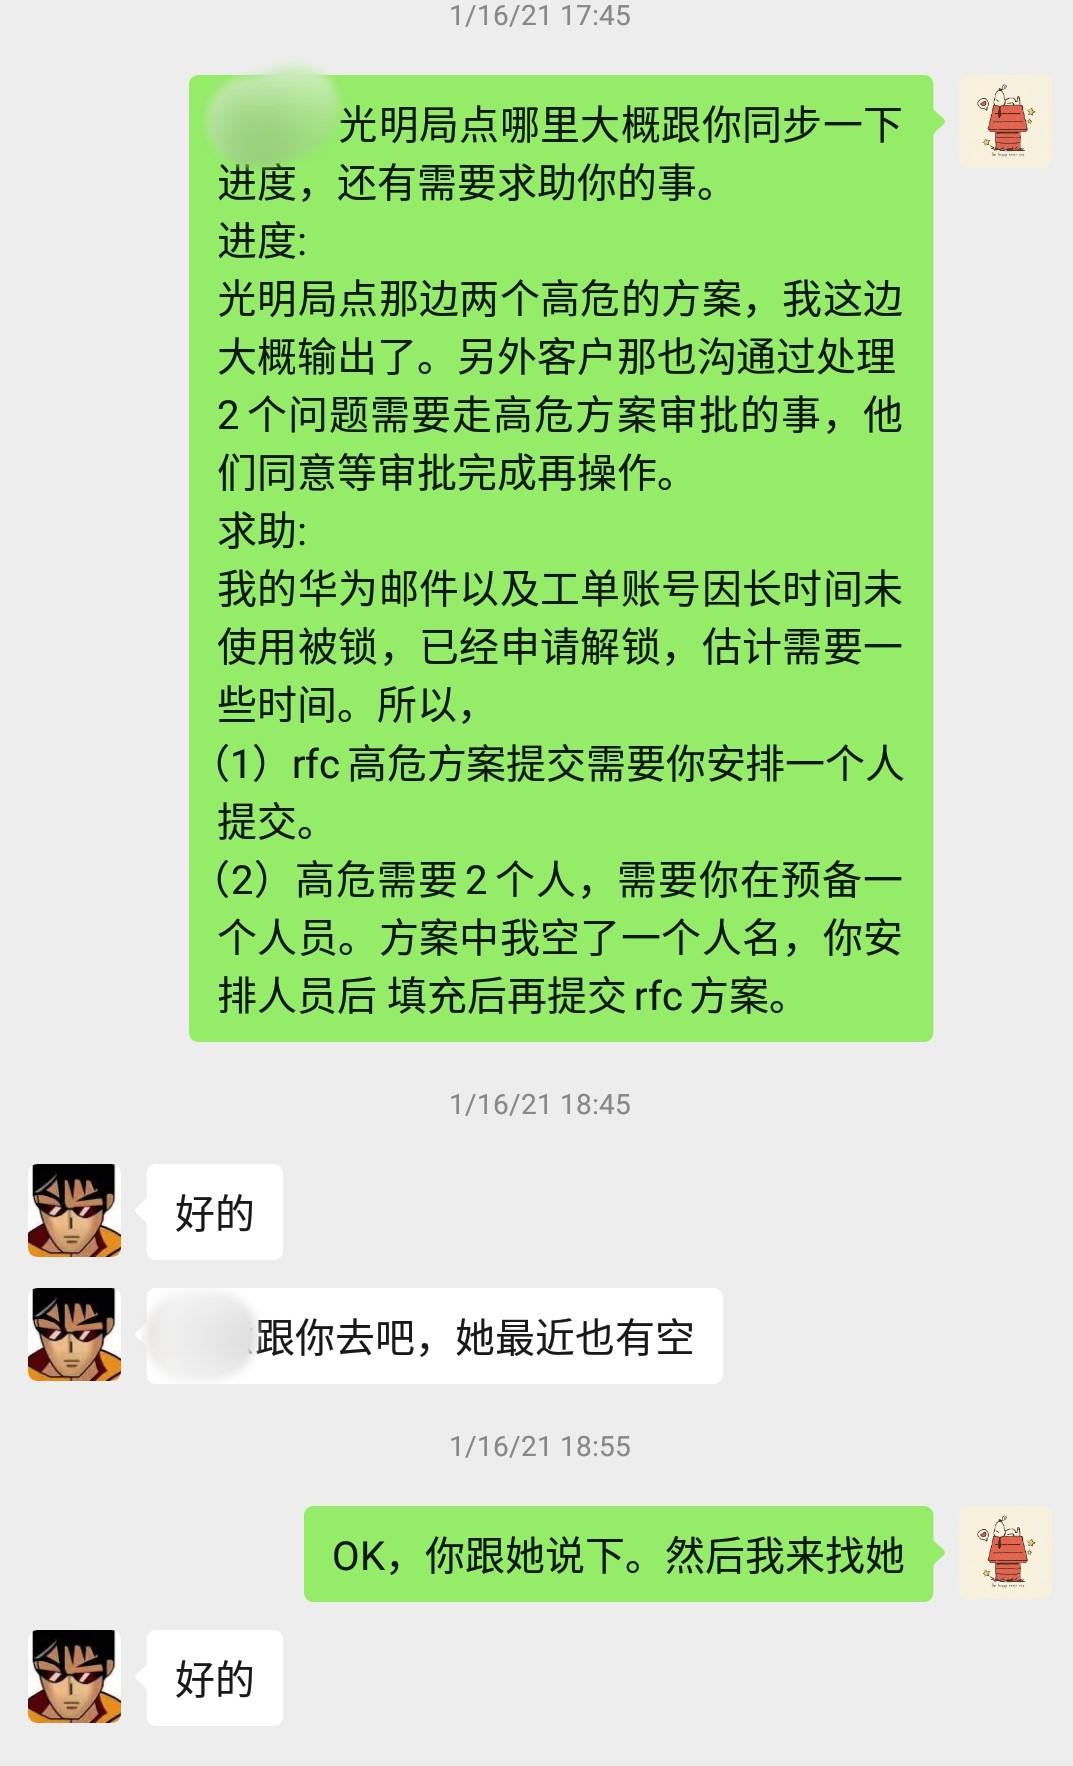 1/16/21 17:45
光明局点哪里大概跟你同步一下
进度，还有需要求助你的事。
进度:
光明局点那边两个高危的方案，我这边
大概输出了。另外客户那也沟通过处理
2个问题需要走高危方案审批的事，他
们同意等审批完成再操作。
求助:
我的华为邮件以及工单账号因长时间未
使用被锁，已经申请解锁，估计需要一
些时间。所以，
（1）rfc高危方案提交需要你安排一个人
提交。
（2）高危需要2个人，需要你在预备一
个人员。方案中我空了一个人名，你安
排人员后 填充后再提交rfc方案。
1/16/21 18:45
好的
跟你去吧，她最近也有空
1/16/21 18:55
OK，你跟她说下。然后我来找她
好的